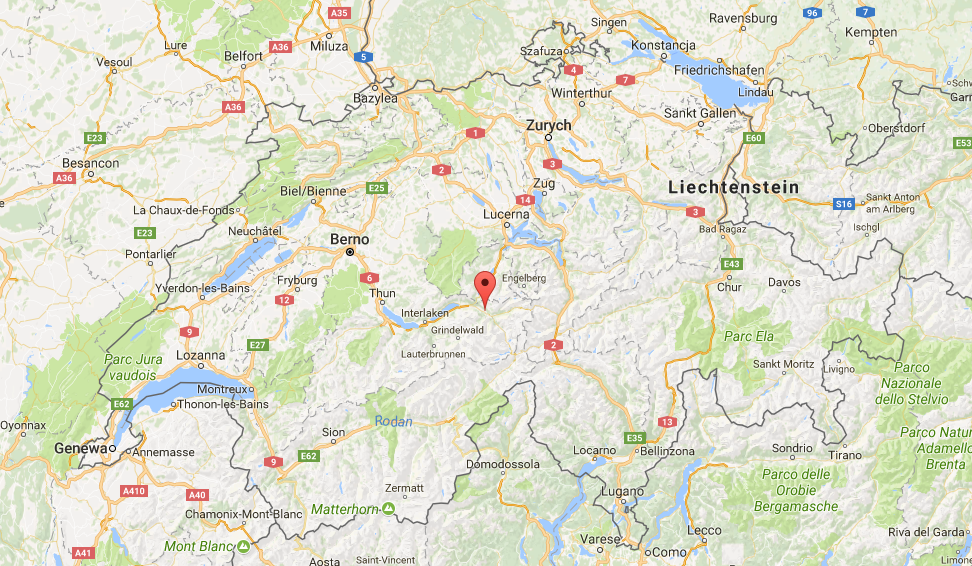 A35
Singen
Ravensburg
96
7
Kempten
Lure
A36
Miluza
Szafuza
Konstancja
Vesoul
Belfort
5
4
7
Friedrichshafen
Bazylea
Winterthur
Lindau
A36
Sankt Gallen
Zurych
Oberstdorf
E23
1
E60
E53
Besançon
2
3
A36
E25
Zug
Liechtenstein
Biel/Bienne
14
S16
Sankt Anton
am Arlberg
La Chaux-de-Fonds
Lucerna
3
E23
Neuchâtel
Berno
Bad Ragaz
Ischgl
Pontarlier
E43
6
Engelberg
Yverdon-les-Bains
Fryburg
12
Thun
Chur
Davos
Interlaken
9
Grindelwald
Parc Ela
E27
2
Parc Jura
vaudois
Lozanna
Lauterbrunnen
Sankt Moritz
Livigno
Parco
Nazionale
dello Stelvio
Montreux
E62
Thonon-les-Bains
Oyonnax
Rodan
13
Genewa
Annemasse
Sion
E35
Parco Natur
Adamello
Brenta
9
E62
Locarno
Bellinzona
Sondrio
Tirano
Domodossola
A410
A40
Zermatt
Lugano
Parco delle
Orobie
Bergamasche
Chamonix-Mont-Blanc
Matterhorn
Mont Blanc
Varese
Lecco
Riva del Garda
A41
Aosta
Saint-Vincent
Como
Limone